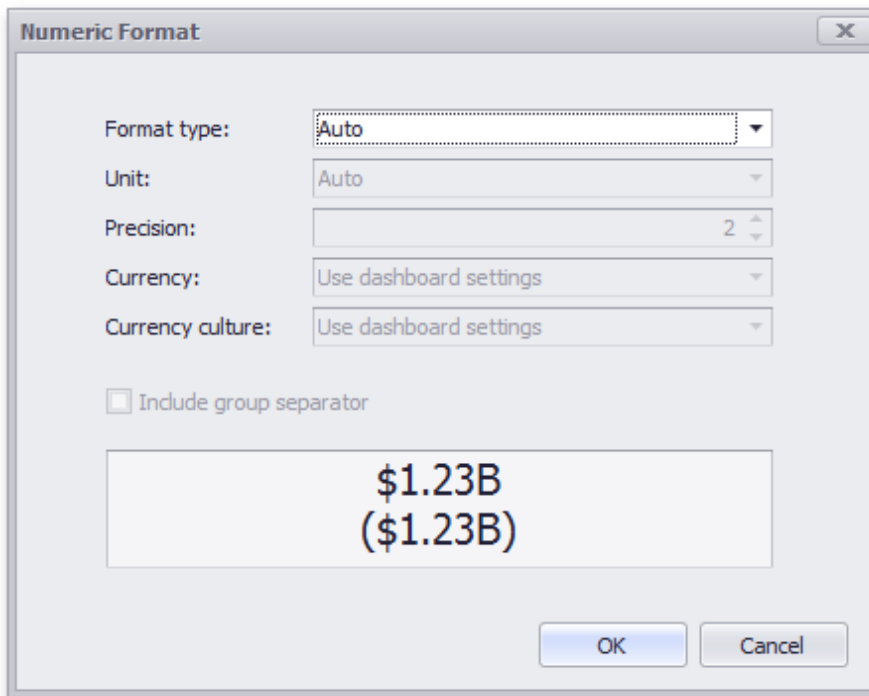 Numeric Format
Format type: Auto
Unit: Auto
Precision: 2
Currency: Use dashboard settings
Currency culture: Use dashboard settings
Include group separator
$1.23B
($1.23B)
OK Cancel